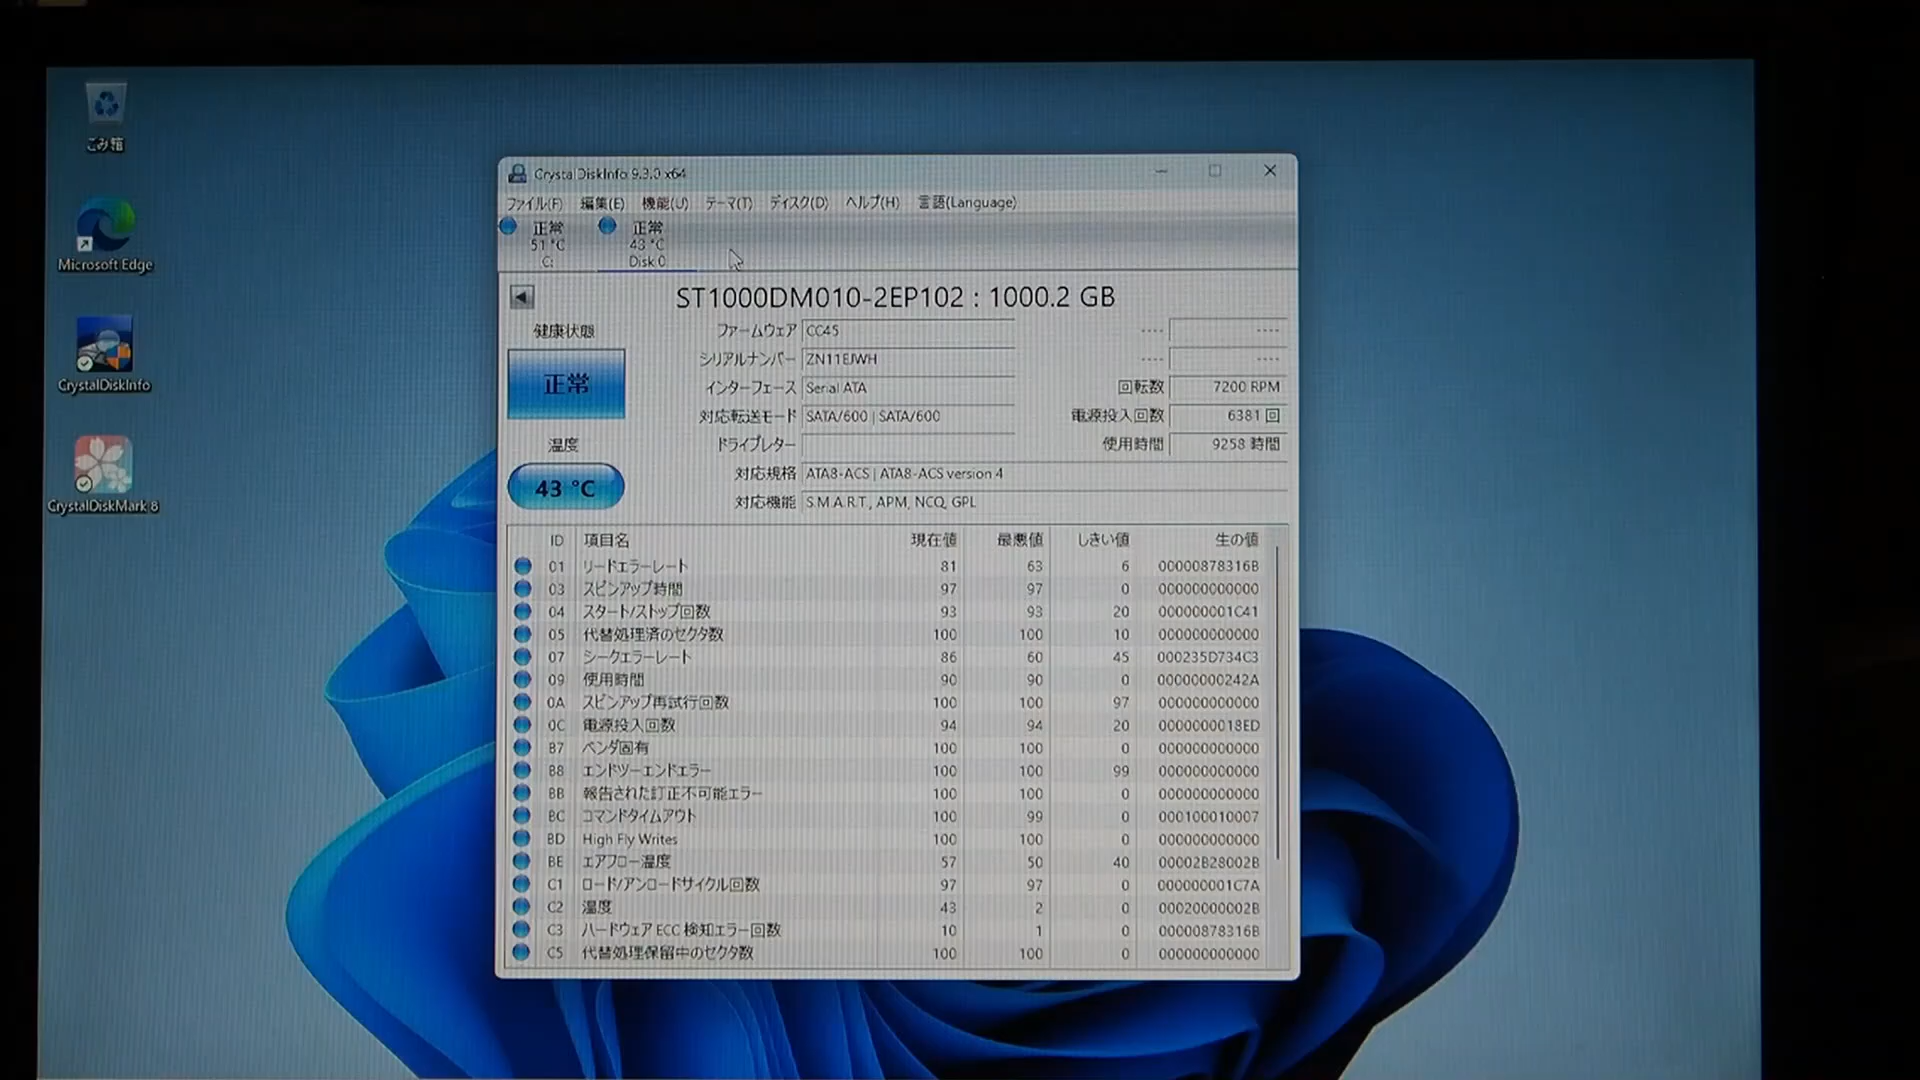 ごみ箱
Microsoft Edge
CrystalDiskInfo
CrystalDiskMark 8
CrystalDiskInfo 9.3.0 x64
ファイル(F) 編集(E) 機能(U) テーマ(T) ディスク(D) ヘルプ(H) 言語(Language)
正常 正常
51 °C 43 °C
C: Disk 0
ST1000DM010-2EP102 : 1000.2 GB
健康状態
正常
温度
43 °C
ファームウェア CC45 ---- ----
シリアルナンバー ZN11EJWH ---- ----
インターフェース Serial ATA 回転数 7200 RPM
対応転送モード SATA/600 | SATA/600 電源投入回数 6381 回
ドライブレター 使用時間 9258 時間
対応規格 ATA8-ACS | ATA8-ACS version 4
対応機能 S.M.A.R.T., APM, NCQ, GPL
ID 項目名 現在値 最悪値 しきい値 生の値
01 リードエラーレート 81 63 6 00000878316B
03 スピンアップ時間 97 97 0 000000000000
04 スタート/ストップ回数 93 93 20 000000001C41
05 代替処理済のセクタ数 100 100 10 000000000000
07 シークエラーレート 86 60 45 000235D734C3
09 使用時間 90 90 0 00000000242A
0A スピンアップ再試行回数 100 100 97 000000000000
0C 電源投入回数 94 94 20 0000000018ED
B7 ベンダ固有 100 100 0 000000000000
B8 エンドツーエンドエラー 100 100 99 000000000000
BB 報告された訂正不可能エラー 100 100 0 000000000000
BC コマンドタイムアウト 100 99 0 000100010007
BD High Fly Writes 100 100 0 000000000000
BE エアフロー温度 57 50 40 00002B28002B
C1 ロード/アンロードサイクル回数 97 97 0 000000001C7A
C2 温度 43 2 0 00020000002B
C3 ハードウェア ECC 検知エラー回数 10 1 0 00000878316B
C5 代替処理保留中のセクタ数 100 100 0 000000000000